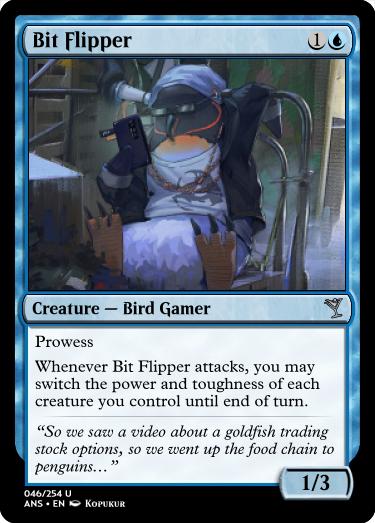 Bit Flipper 1
Creature — Bird Gamer
Prowess
Whenever Bit Flipper attacks, you may
switch the power and toughness of each
creature you control until end of turn.
“So we saw a video about a goldfish trading
stock options, so we went up the food chain to
penguins…”
1/3
046/254 U
ANS • EN Kopukur